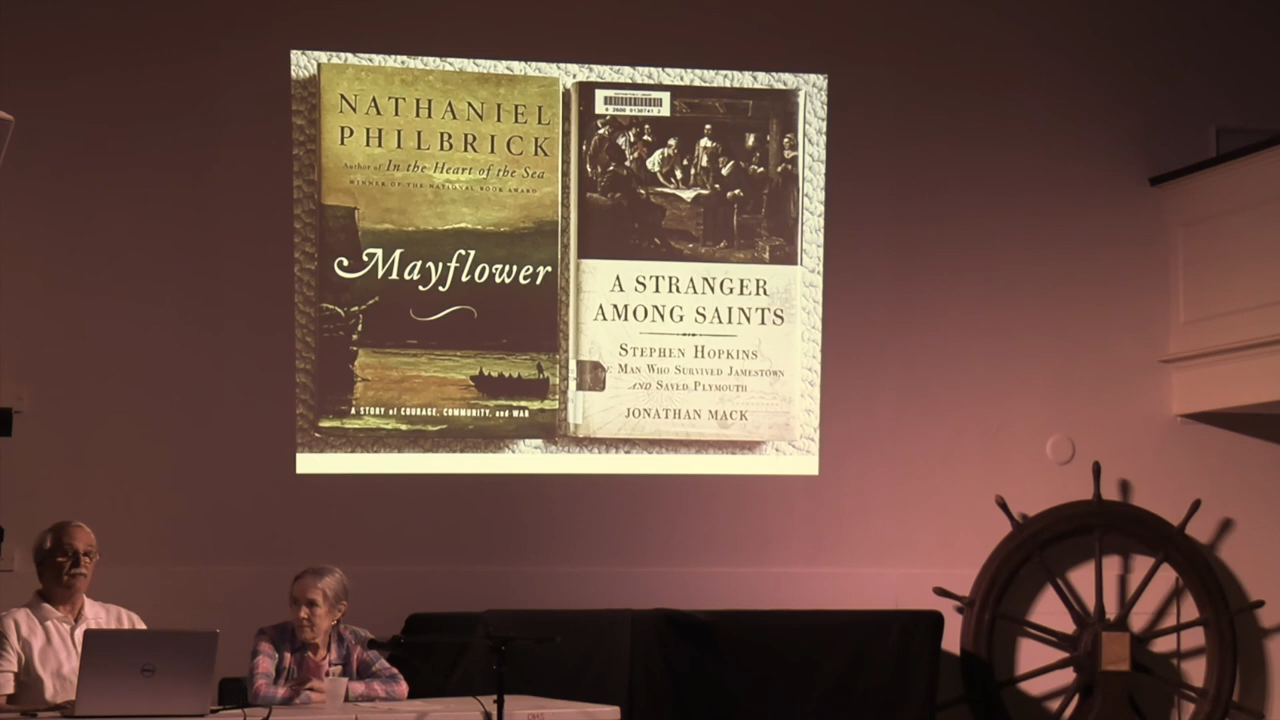 NATHANIEL
PHILBRICK
Author of In the Heart of the Sea
WINNER OF THE NATIONAL BOOK AWARD
Mayflower
A STORY of COURAGE, COMMUNITY, and WAR
A STRANGER
AMONG SAINTS
STEPHEN HOPKINS
MAN WHO SURVIVED JAMESTOWN
AND SAVED PLYMOUTH
JONATHAN MACK
DELL